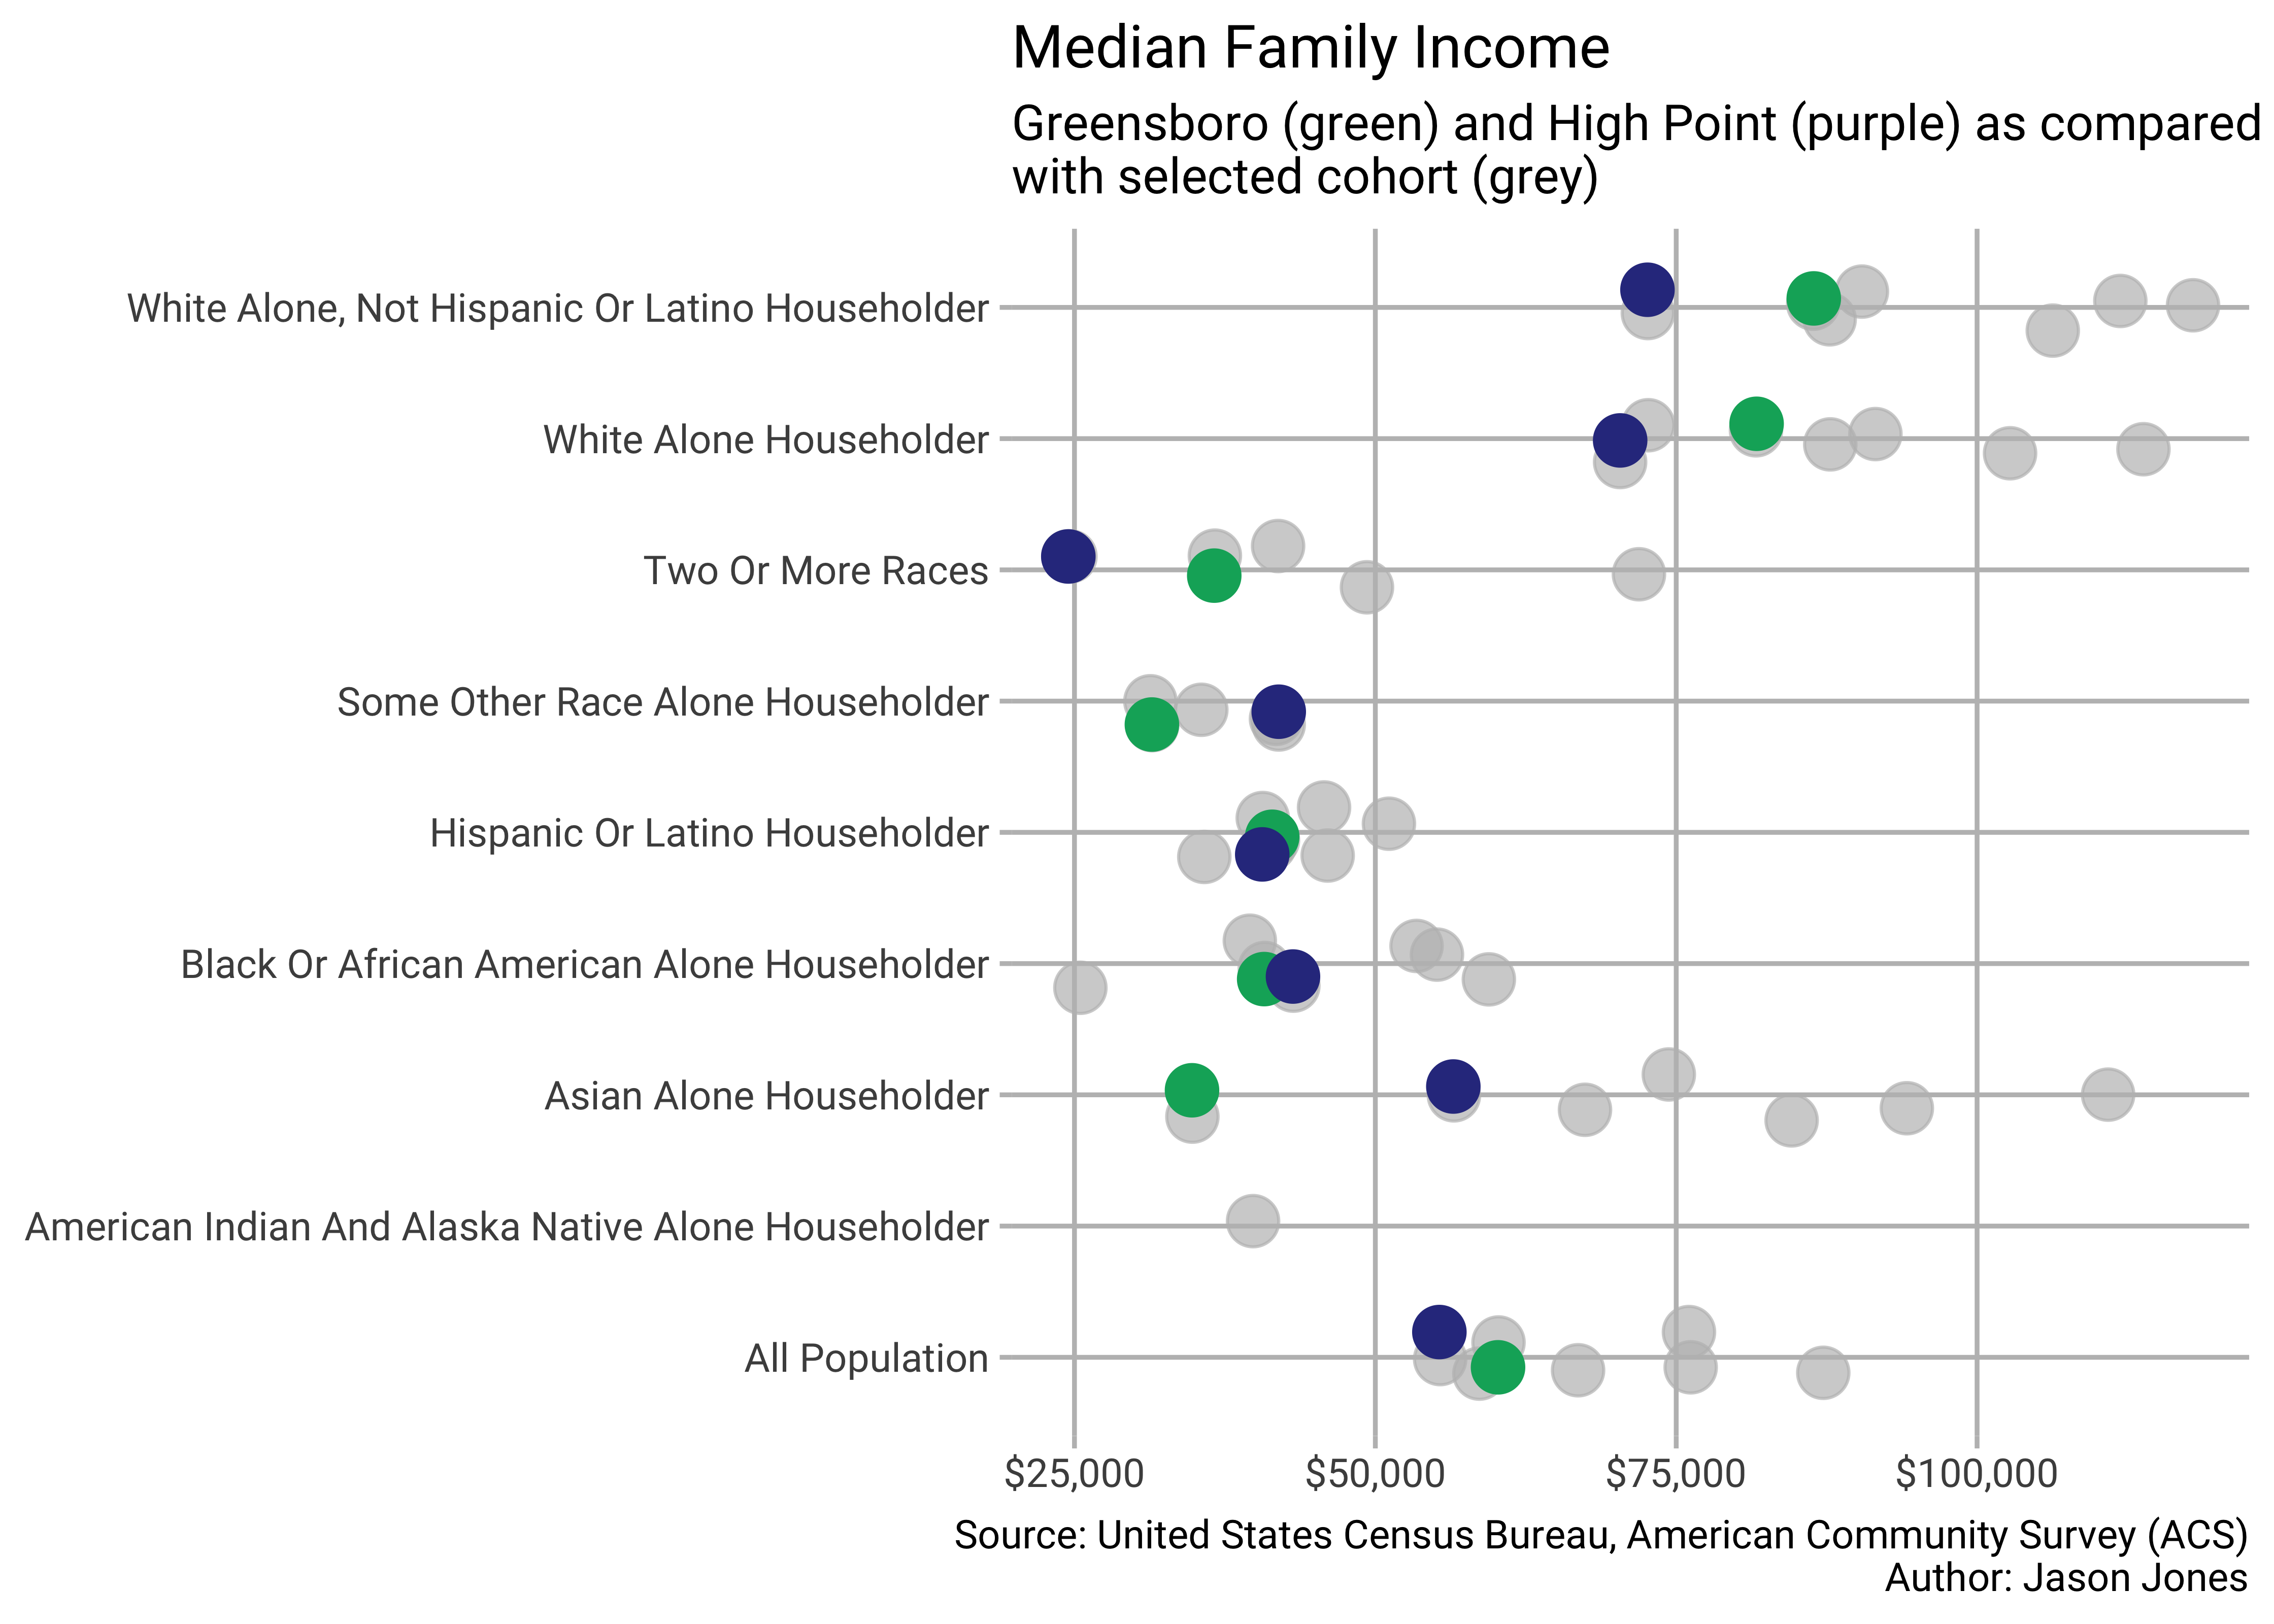 Median Family Income
Greensboro (green) and High Point (purple) as compared
with selected cohort (grey)
White Alone, Not Hispanic Or Latino Householder
White Alone Householder
Two Or More Races
Some Other Race Alone Householder
Hispanic Or Latino Householder
Black Or African American Alone Householder
Asian Alone Householder
American Indian And Alaska Native Alone Householder
All Population
$25,000 $50,000 $75,000 $100,000
Source: United States Census Bureau, American Community Survey (ACS)
Author: Jason Jones